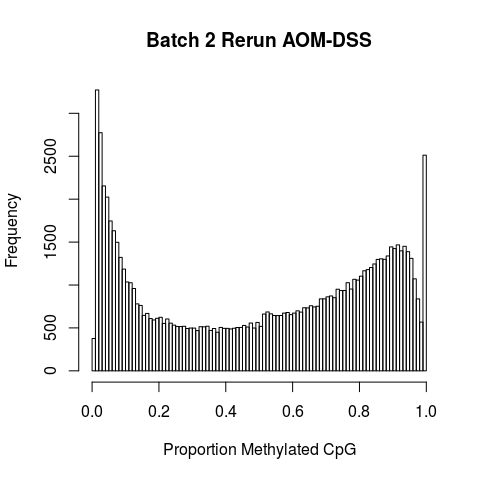 Batch 2 Rerun AOM-DSS
Frequency
2500
1500
500
0
0.0 0.2 0.4 0.6 0.8 1.0
Proportion Methylated CpG